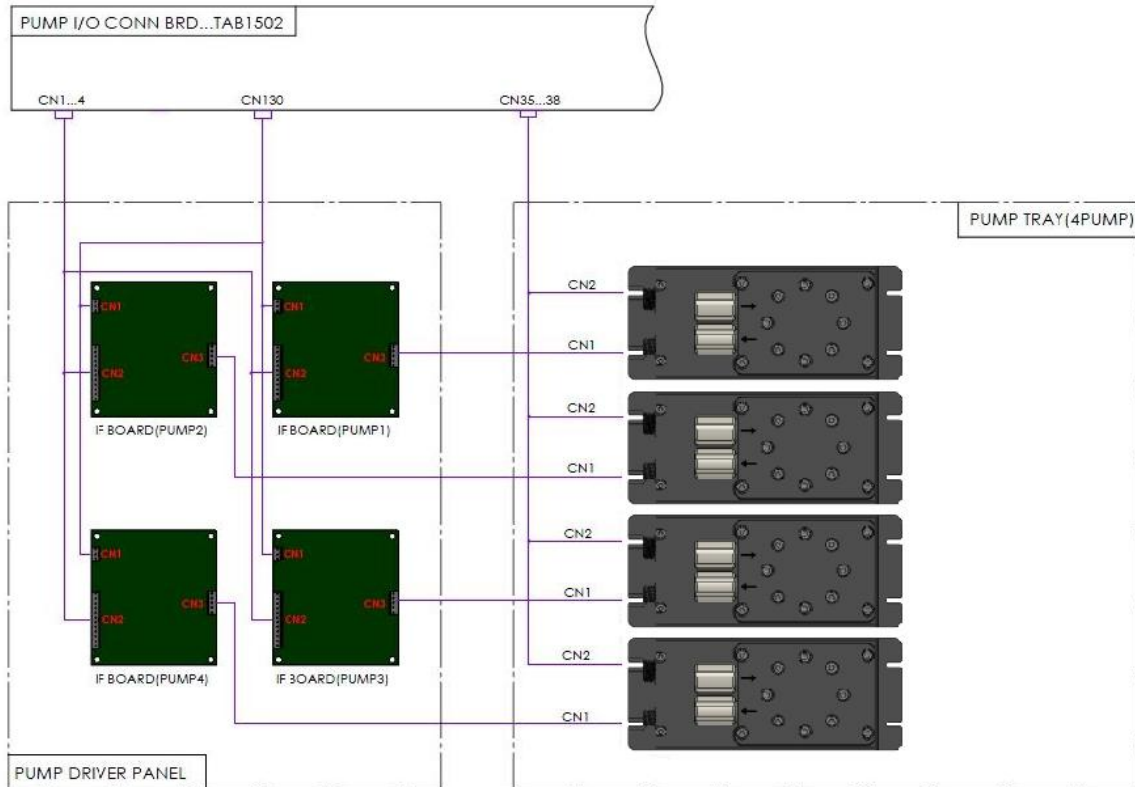 PUMP I/O CONN BRD...TAB1502
CN1...4 CN130 CN35...38
PUMP TRAY(4PUMP)
CN2
CN1 CN1
CN3 CN3 CN1
CN2 CN2
CN2
IF BOARD(PUMP2) IF BOARD(PUMP1)
CN1
CN2
CN1 CN1
CN3 CN3 CN1
CN2 CN2
CN2
IF BOARD(PUMP4) IF BOARD(PUMP3)
CN1
PUMP DRIVER PANEL